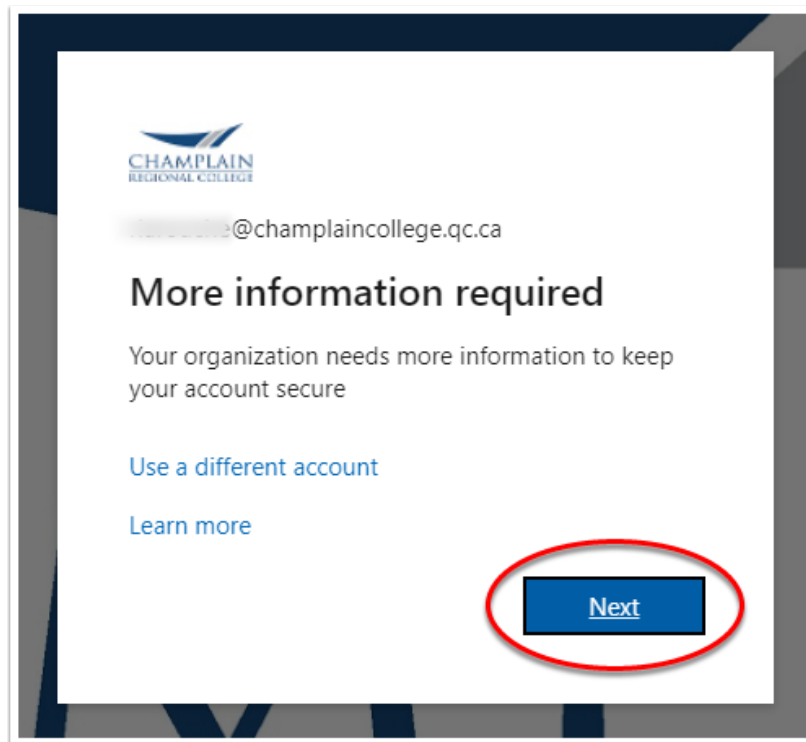 CHAMPLAIN
REGIONAL COLLEGE
@champlaincollege.qc.ca
More information required
Your organization needs more information to keep
your account secure
Use a different account
Learn more
Next